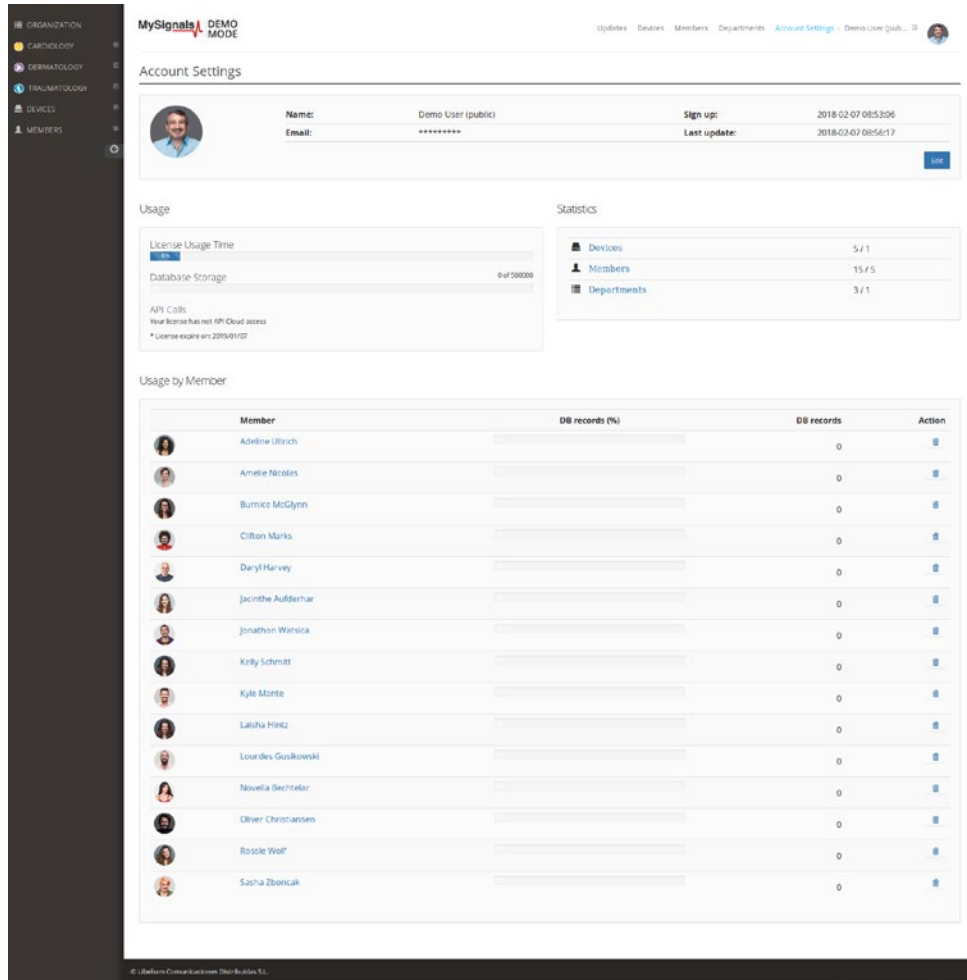 ORGANIZATION
CARDIOLOGY
DERMATOLOGY
TRAUMATOLOGY
DEVICES
MEMBERS
MySignals DEMO MODE
Updates Devices Members Departments Account Settings - Demo User (pub...
Account Settings
Name: Demo User (public) Sign up: 2018-02-07 08:53:06
Email: ********* Last update: 2018-02-07 08:56:17
Edit
Usage
License Usage Time
Database Storage 0 of 500000
API Calls
Your license has not API Cloud access
* License expire on: 2019/01/07
Statistics
Devices 5 / 1
Members 15 / 5
Departments 3 / 1
Usage by Member
Member DB records (%) DB records Action
Adeline Ullrich 0
Amelie Nicolas 0
Burnice McGlynn 0
Clifton Marks 0
Daryl Harvey 0
Jacinthe Aufderhar 0
Jonathon Watsica 0
Kelly Schmitt 0
Kyle Mante 0
Laisha Hintz 0
Lourdes Gusikowski 0
Novella Bechtelar 0
Oliver Christiansen 0
Rossie Wolf 0
Sasha Zboncak 0
© Libelium Comunicaciones Distribuidas S.L.